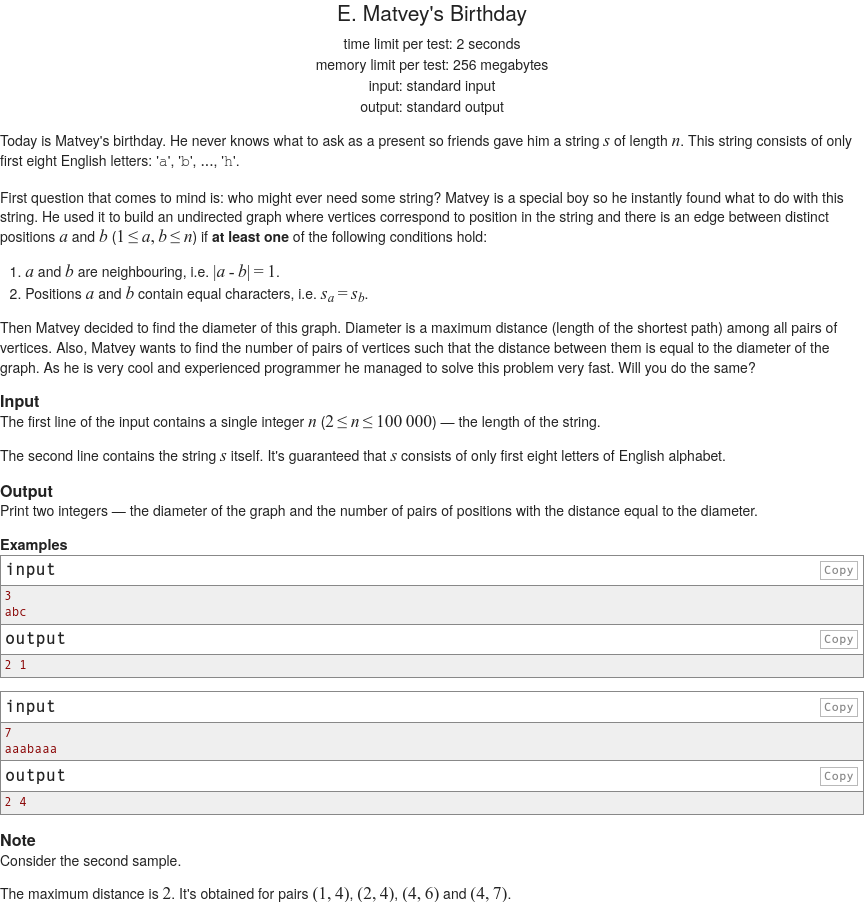 E. Matvey's Birthday
time limit per test: 2 seconds
memory limit per test: 256 megabytes
input: standard input
output: standard output
Today is Matvey's birthday. He never knows what to ask as a present so friends gave him a string s of length n. This string consists of only
first eight English letters: 'a', 'b', ..., 'h'.
First question that comes to mind is: who might ever need some string? Matvey is a special boy so he instantly found what to do with this
string. He used it to build an undirected graph where vertices correspond to position in the string and there is an edge between distinct
positions a and b (1 ≤ a, b ≤ n) if at least one of the following conditions hold:
1. a and b are neighbouring, i.e. |a - b| = 1.
2. Positions a and b contain equal characters, i.e. s_a = s_b.
Then Matvey decided to find the diameter of this graph. Diameter is a maximum distance (length of the shortest path) among all pairs of
vertices. Also, Matvey wants to find the number of pairs of vertices such that the distance between them is equal to the diameter of the
graph. As he is very cool and experienced programmer he managed to solve this problem very fast. Will you do the same?
Input
The first line of the input contains a single integer n (2 ≤ n ≤ 100 000) — the length of the string.
The second line contains the string s itself. It's guaranteed that s consists of only first eight letters of English alphabet.
Output
Print two integers — the diameter of the graph and the number of pairs of positions with the distance equal to the diameter.
Examples
input Copy
3
abc
output Copy
2 1
input Copy
7
aaabaaa
output Copy
2 4
Note
Consider the second sample.
The maximum distance is 2. It's obtained for pairs (1, 4), (2, 4), (4, 6) and (4, 7).